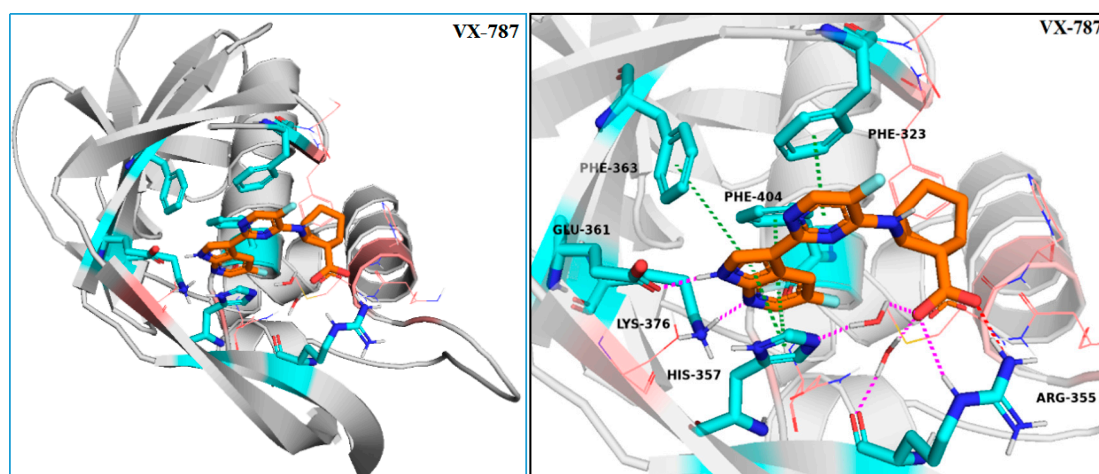 VX-787
VX-787
PHE-323
PHE-363
PHE-404
GLU-361
LYS-376
HIS-357
ARG-355